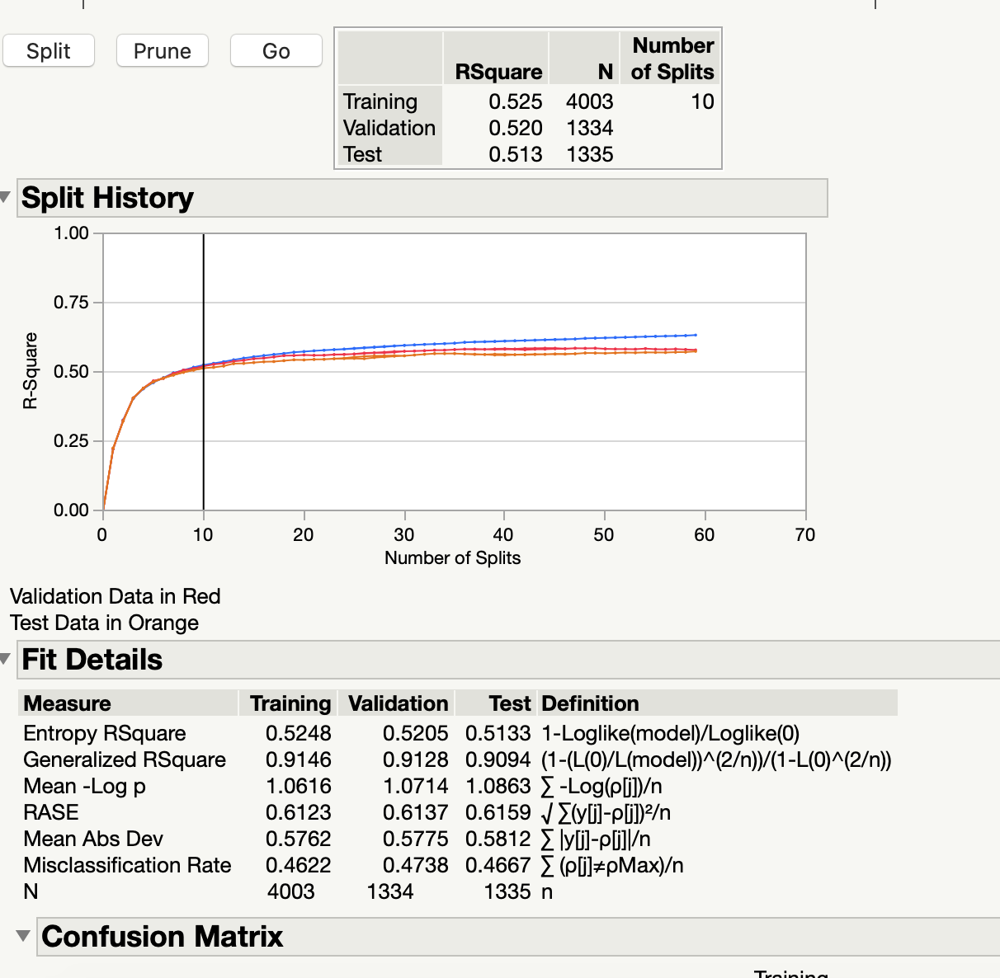 Split Prune Go
Number
RSquare N of Splits
Training 0.525 4003 10
Validation 0.520 1334
Test 0.513 1335
Split History
1.00
0.75
0.50
0.25
0.00
R-Square
0 10 20 30 40 50 60 70
Number of Splits
Validation Data in Red
Test Data in Orange
Fit Details
Measure Training Validation Test Definition
Entropy RSquare 0.5248 0.5205 0.5133 1-Loglike(model)/Loglike(0)
Generalized RSquare 0.9146 0.9128 0.9094 (1-(L(0)/L(model))^(2/n))/(1-L(0)^(2/n))
Mean -Log p 1.0616 1.0714 1.0863 ∑ -Log(ρ[j])/n
RASE 0.6123 0.6137 0.6159 √ ∑(y[j]-ρ[j])²/n
Mean Abs Dev 0.5762 0.5775 0.5812 ∑ |y[j]-ρ[j]|/n
Misclassification Rate 0.4622 0.4738 0.4667 ∑ (ρ[j]≠ρMax)/n
N 4003 1334 1335 n
Confusion Matrix
Training